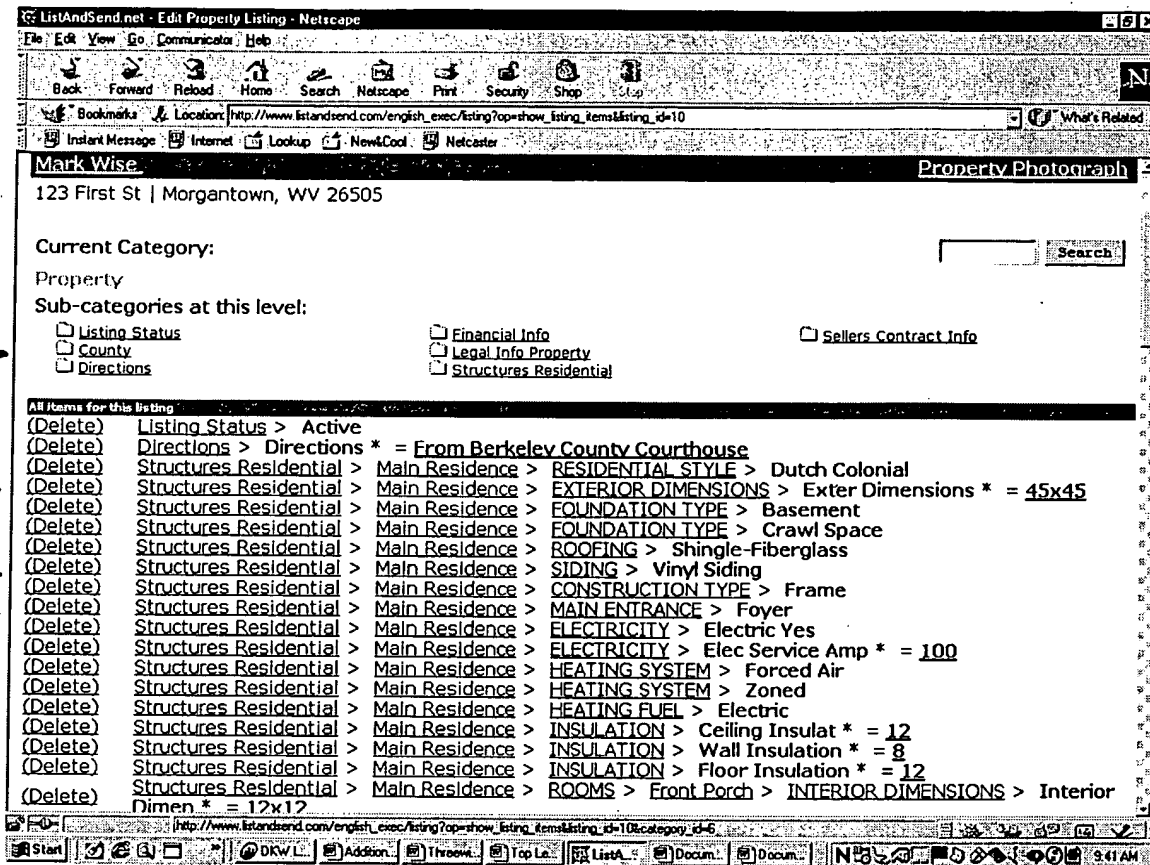 ListAndSend.net - Edit Property Listing - Netscape
File Edit View Go Communicator Help
Back Forward Reload Home Search Netscape Print Security Shop Stop
Bookmarks Location: http://www.listandsend.com/english_exec/listing?op=show_listing_items&listing_id=10 What's Related
Instant Message Internet Lookup New&Cool Netcaster
Mark Wise Property Photograph
123 First St | Morgantown, WV 26505
Current Category:
Search
Property
Sub-categories at this level:
Listing Status Financial Info Sellers Contract Info
County Legal Info Property
Directions Structures Residential
All items for this listing
(Delete) Listing Status > Active
(Delete) Directions > Directions * = From Berkeley County Courthouse
(Delete) Structures Residential > Main Residence > RESIDENTIAL STYLE > Dutch Colonial
(Delete) Structures Residential > Main Residence > EXTERIOR DIMENSIONS > Exter Dimensions * = 45x45
(Delete) Structures Residential > Main Residence > FOUNDATION TYPE > Basement
(Delete) Structures Residential > Main Residence > FOUNDATION TYPE > Crawl Space
(Delete) Structures Residential > Main Residence > ROOFING > Shingle-Fiberglass
(Delete) Structures Residential > Main Residence > SIDING > Vinyl Siding
(Delete) Structures Residential > Main Residence > CONSTRUCTION TYPE > Frame
(Delete) Structures Residential > Main Residence > MAIN ENTRANCE > Foyer
(Delete) Structures Residential > Main Residence > ELECTRICITY > Electric Yes
(Delete) Structures Residential > Main Residence > ELECTRICITY > Elec Service Amp * = 100
(Delete) Structures Residential > Main Residence > HEATING SYSTEM > Forced Air
(Delete) Structures Residential > Main Residence > HEATING SYSTEM > Zoned
(Delete) Structures Residential > Main Residence > HEATING FUEL > Electric
(Delete) Structures Residential > Main Residence > INSULATION > Ceiling Insulat * = 12
(Delete) Structures Residential > Main Residence > INSULATION > Wall Insulation * = 8
(Delete) Structures Residential > Main Residence > INSULATION > Floor Insulation * = 12
(Delete) Structures Residential > Main Residence > ROOMS > Front Porch > INTERIOR DIMENSIONS > Interior
Dimen * = 12x12
http://www.listandsend.com/english_exec/listing?op=show_listing_items&listing_id=10&category_id=6
Start DKW L... Addition... Throow... Top Le... ListA... Docum... Docum... 9:41 AM